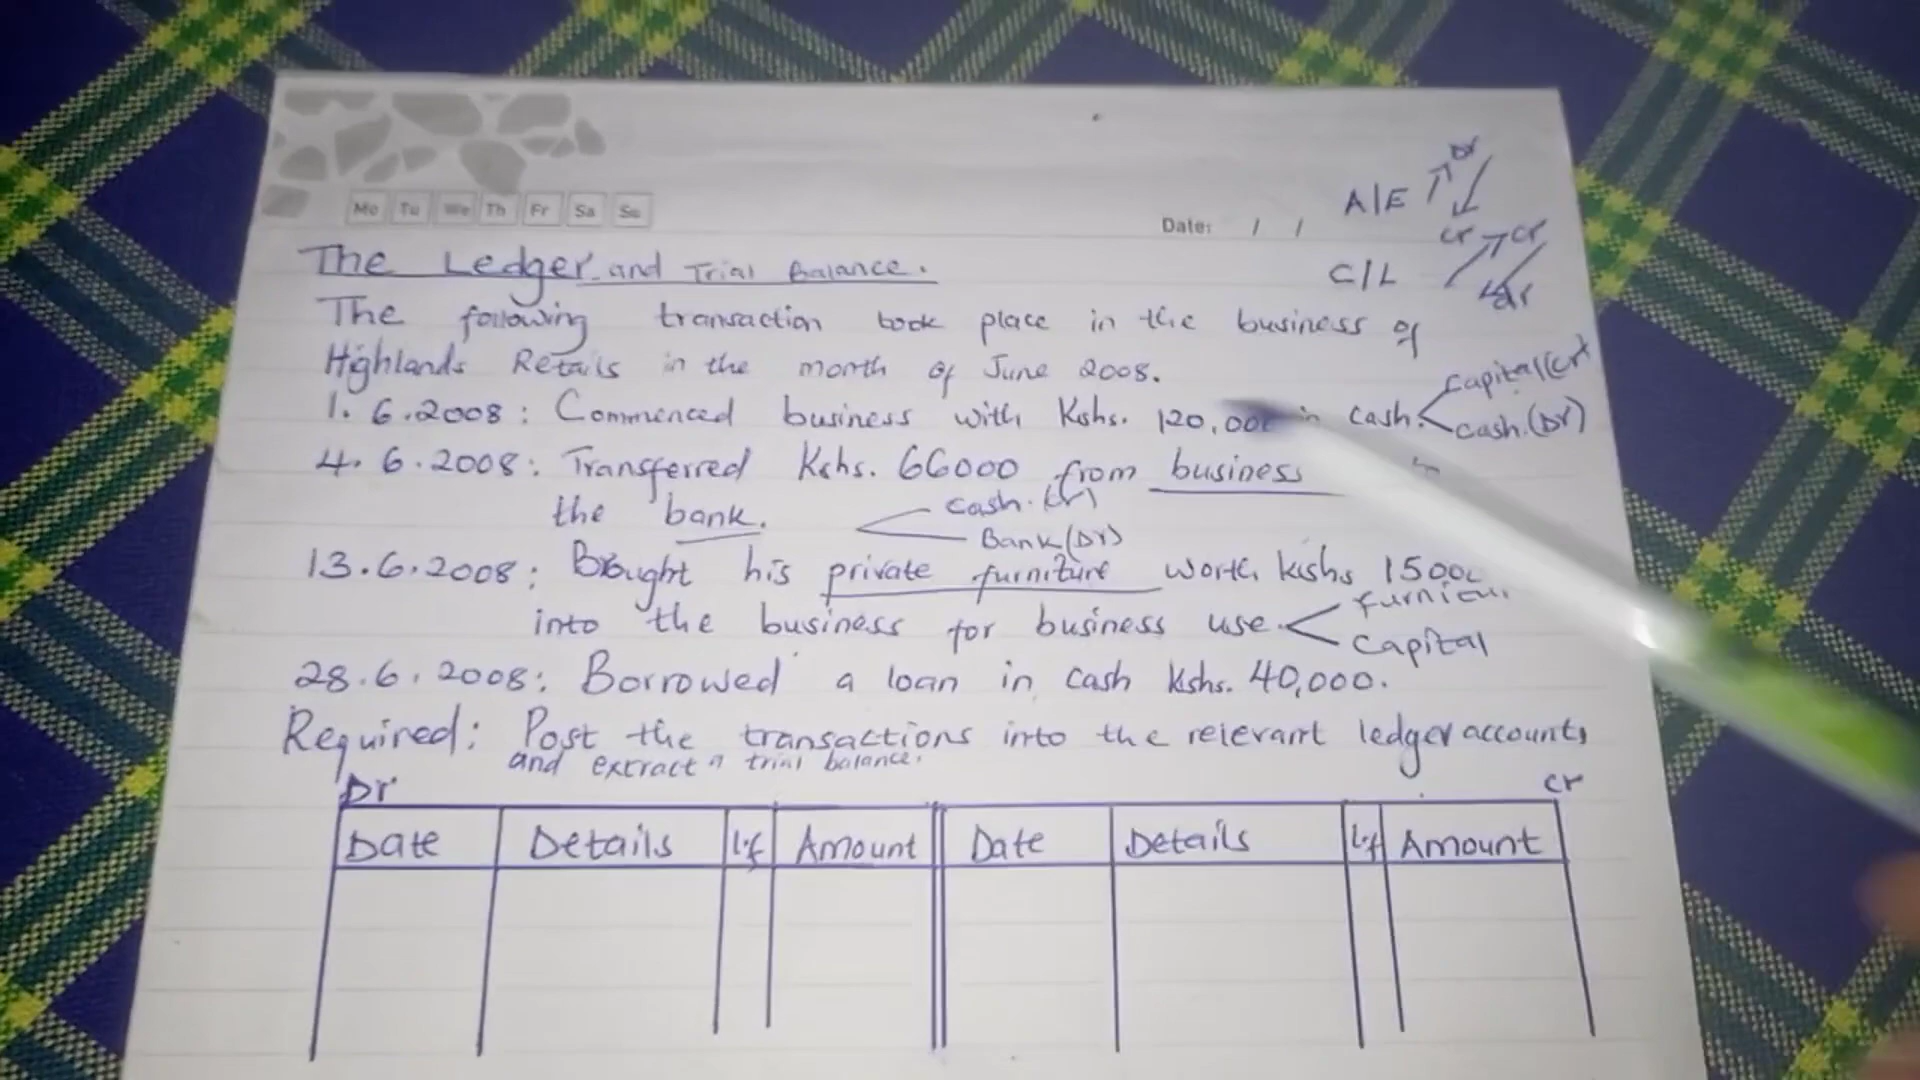 Mo Tu We Th Fr Sa Su
Date: / /
A/E Dr
Cr
C/L Cr
Dr
The Ledger and Trial Balance.
The following transaction took place in the business of
Highlands Retails in the month of June 2008.
1. 6.2008: Commenced business with Kshs. 120,000 in cash. Capital(Cr)
Cash.(Dr)
4. 6.2008: Transferred Kshs. 66000 from business
the bank. Cash.(Cr)
Bank(Dr)
13.6.2008: Brought his private furniture worth kshs 15000
into the business for business use. Capital
28.6.2008: Borrowed a loan in cash kshs. 40,000.
Required: Post the transactions into the relevant ledger accounts
and extract a trial balance.
Dr Cr
Date Details L.f Amount Date Details L.f Amount